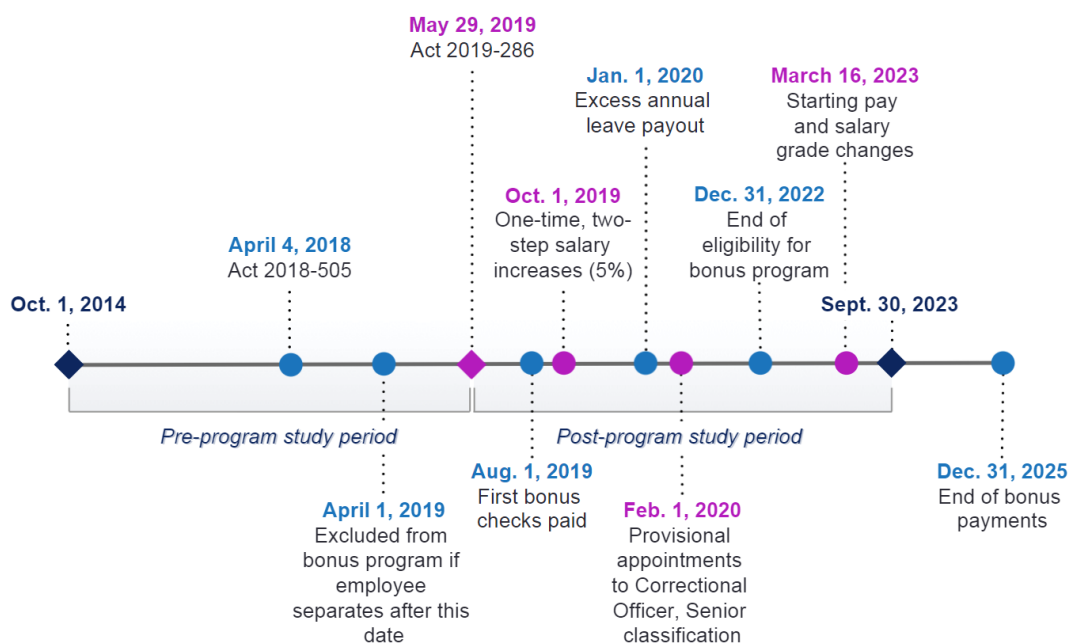 May 29, 2019
Act 2019-286
Jan. 1, 2020
Excess annual
leave payout
March 16, 2023
Starting pay
and salary
grade changes
Oct. 1, 2019
One-time, two-
step salary
increases (5%)
Dec. 31, 2022
End of
eligibility for
bonus program
April 4, 2018
Act 2018-505
Oct. 1, 2014
Sept. 30, 2023
Pre-program study period
Post-program study period
April 1, 2019
Excluded from
bonus program if
employee
separates after this
date
Aug. 1, 2019
First bonus
checks paid
Feb. 1, 2020
Provisional
appointments
to Correctional
Officer, Senior
classification
Dec. 31, 2025
End of bonus
payments